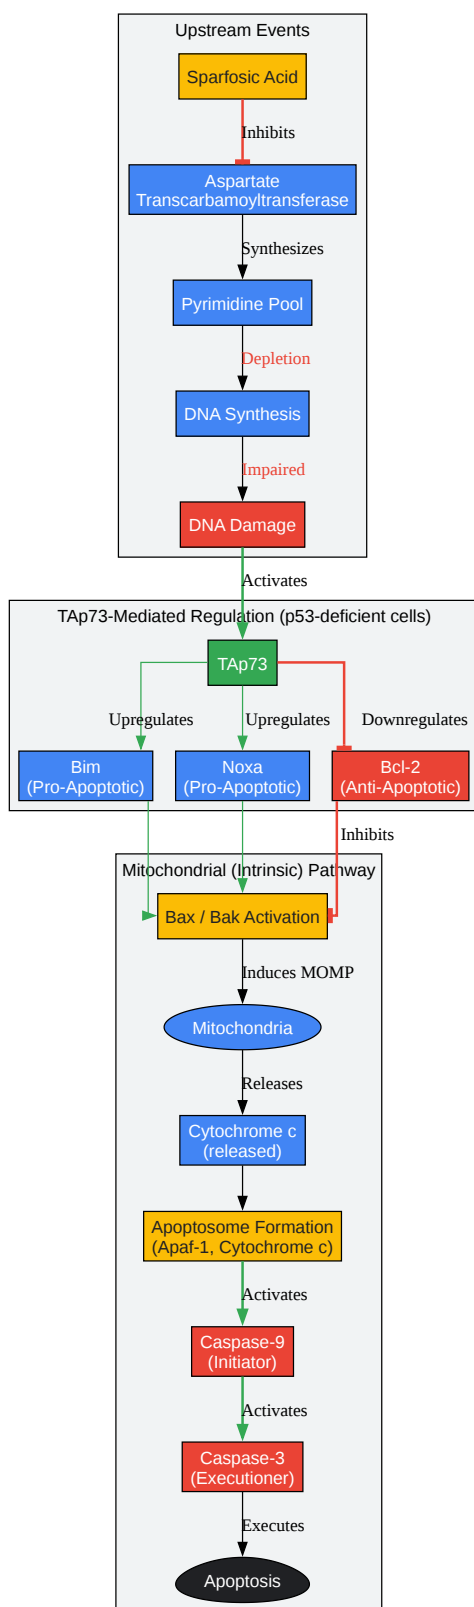 Upstream Events
Sparfosic Acid
Inhibits
Aspartate
Transcarbamoyltransferase
Synthesizes
Pyrimidine Pool
Depletion
DNA Synthesis
Impaired
DNA Damage
Activates
TAp73-Mediated Regulation (p53-deficient cells)
TAp73
Upregulates
Upregulates
Downregulates
Bim
(Pro-Apoptotic)
Noxa
(Pro-Apoptotic)
Bcl-2
(Anti-Apoptotic)
Inhibits
Mitochondrial (Intrinsic) Pathway
Bax / Bak Activation
Induces MOMP
Mitochondria
Releases
Cytochrome c
(released)
Apoptosome Formation
(Apaf-1, Cytochrome c)
Activates
Caspase-9
(Initiator)
Activates
Caspase-3
(Executioner)
Executes
Apoptosis